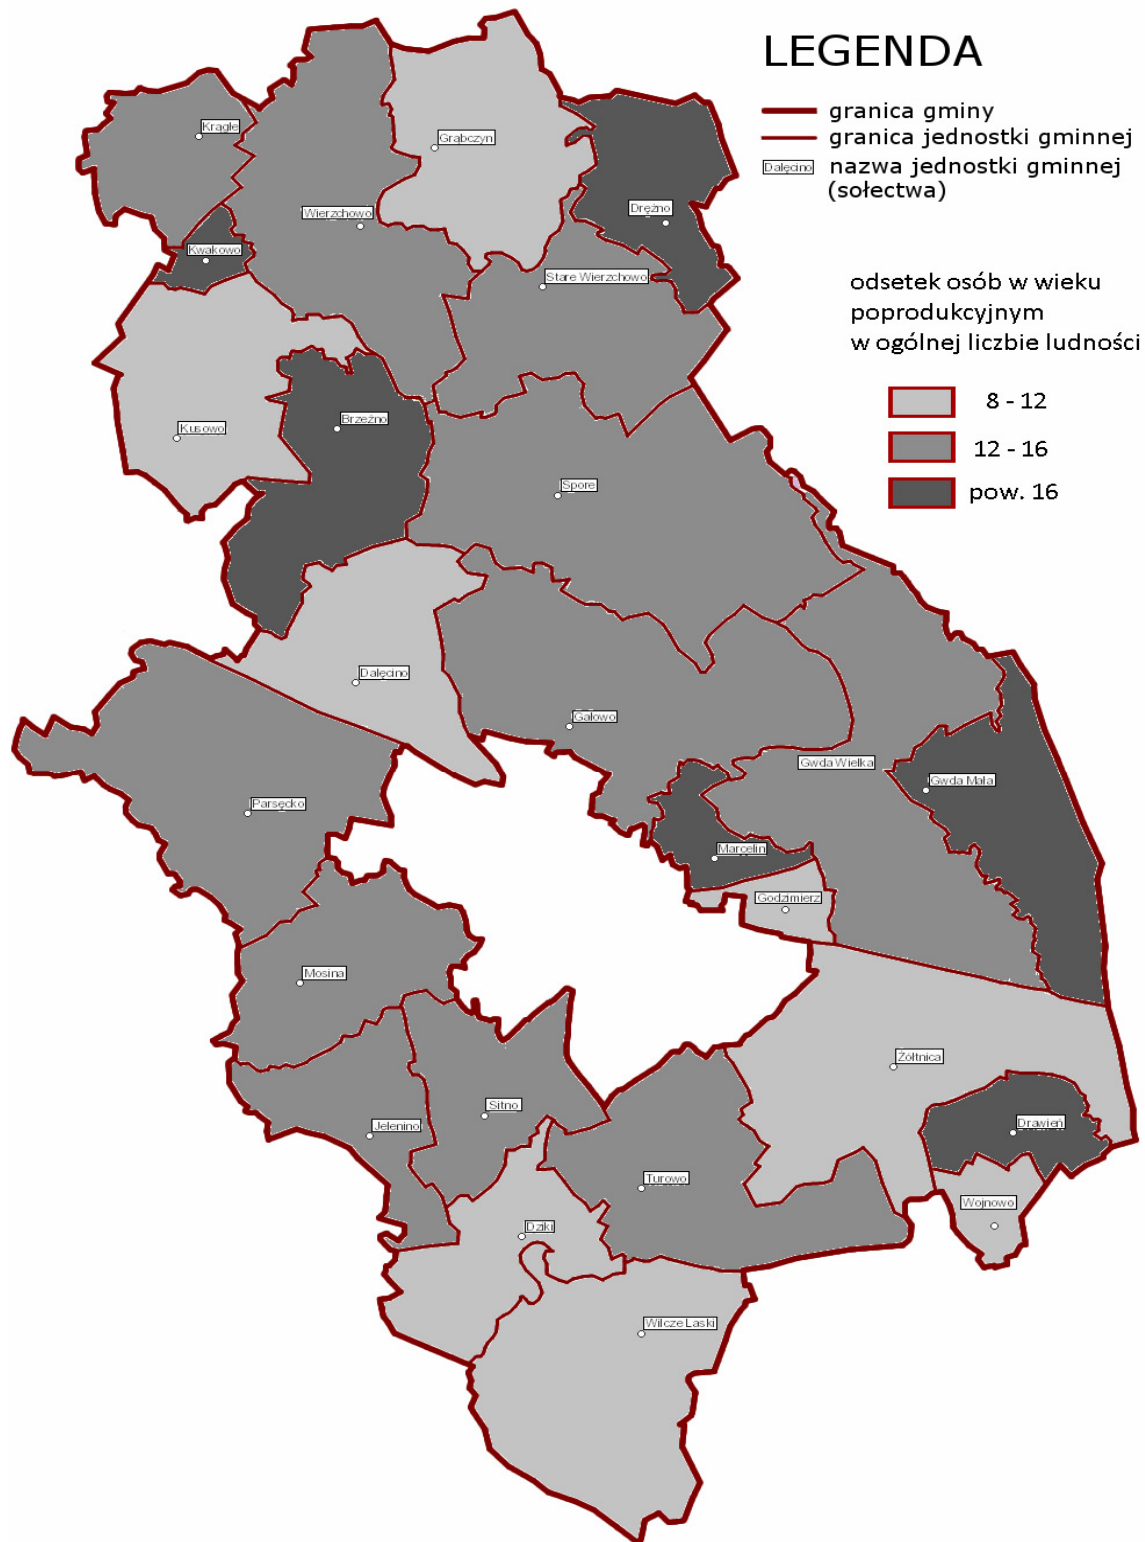 LEGENDA
granica gminy
granica jednostki gminnej
Dalęcino
nazwa jednostki gminnej
(sołectwa)
odsetek osób w wieku
poprodukcyjnym
w ogólnej liczbie ludności
8 - 12
12 - 16
pow. 16
Krągłe
Grąbczyn
Wierzchowo
Drężno
Kwakowo
Stare Wierzchowo
Kusowo
Brzeźno
Spore
Dalęcino
Gałowo
Gwda Wielka
Gwda Mała
Parsęcko
Marcelin
Godzimierz
Mosina
Żółtnica
Sitno
Jelenino
Drawień
Turowo
Wojnowo
Dziki
Wilcze Laski